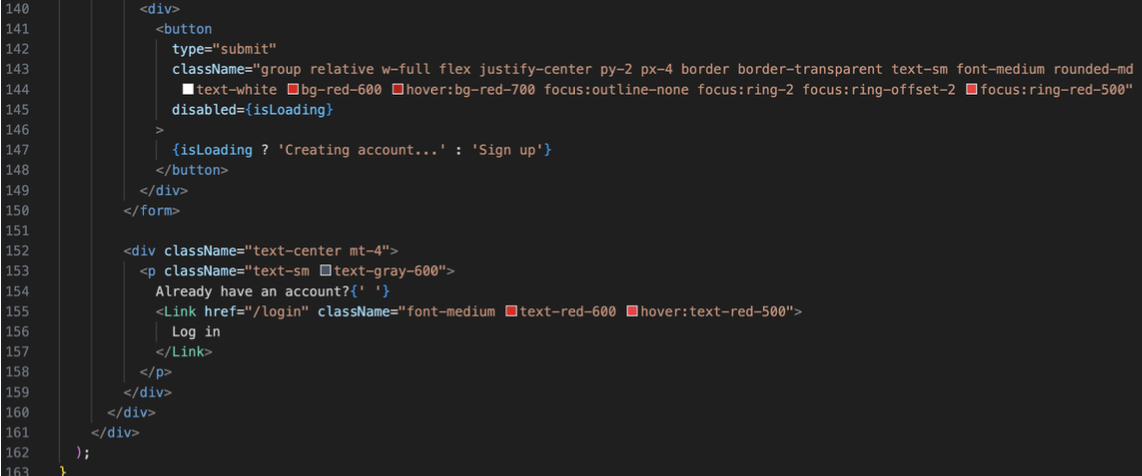 140 <div>
141 <button
142 type="submit"
143 className="group relative w-full flex justify-center py-2 px-4 border border-transparent text-sm font-medium rounded-md
144 text-white bg-red-600 hover:bg-red-700 focus:outline-none focus:ring-2 focus:ring-offset-2 focus:ring-red-500"
145 disabled={isLoading}
146 >
147 {isLoading ? 'Creating account...' : 'Sign up'}
148 </button>
149 </div>
150 </form>
151
152 <div className="text-center mt-4">
153 <p className="text-sm text-gray-600">
154 Already have an account?{' '}
155 <Link href="/login" className="font-medium text-red-600 hover:text-red-500">
156 Log in
157 </Link>
158 </p>
159 </div>
160 </div>
161 </div>
162 );
163 }